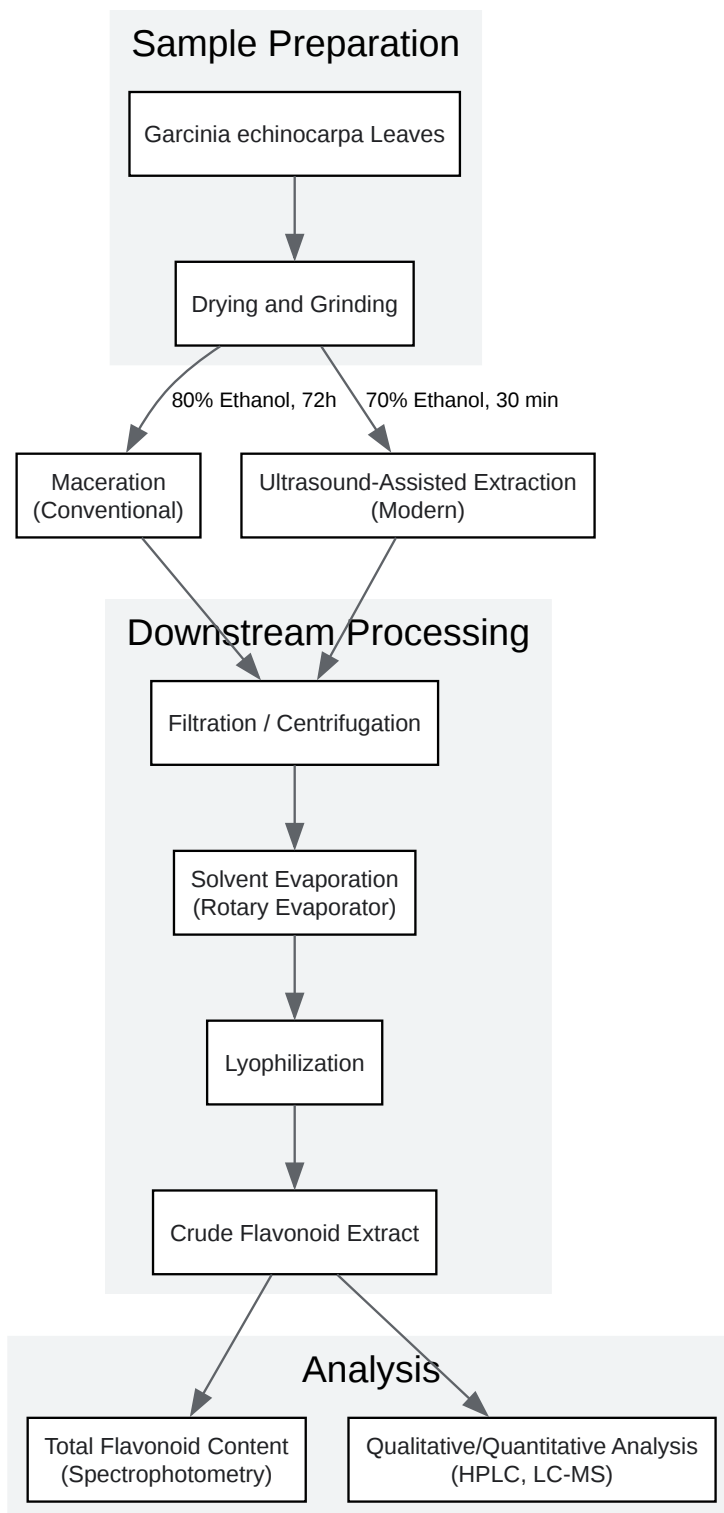 Sample Preparation
Garcinia echinocarpa Leaves
Drying and Grinding
80% Ethanol, 72h
70% Ethanol, 30 min
Maceration
(Conventional)
Ultrasound-Assisted Extraction
(Modern)
Downstream Processing
Filtration / Centrifugation
Solvent Evaporation
(Rotary Evaporator)
Lyophilization
Crude Flavonoid Extract
Analysis
Total Flavonoid Content
(Spectrophotometry)
Qualitative/Quantitative Analysis
(HPLC, LC-MS)